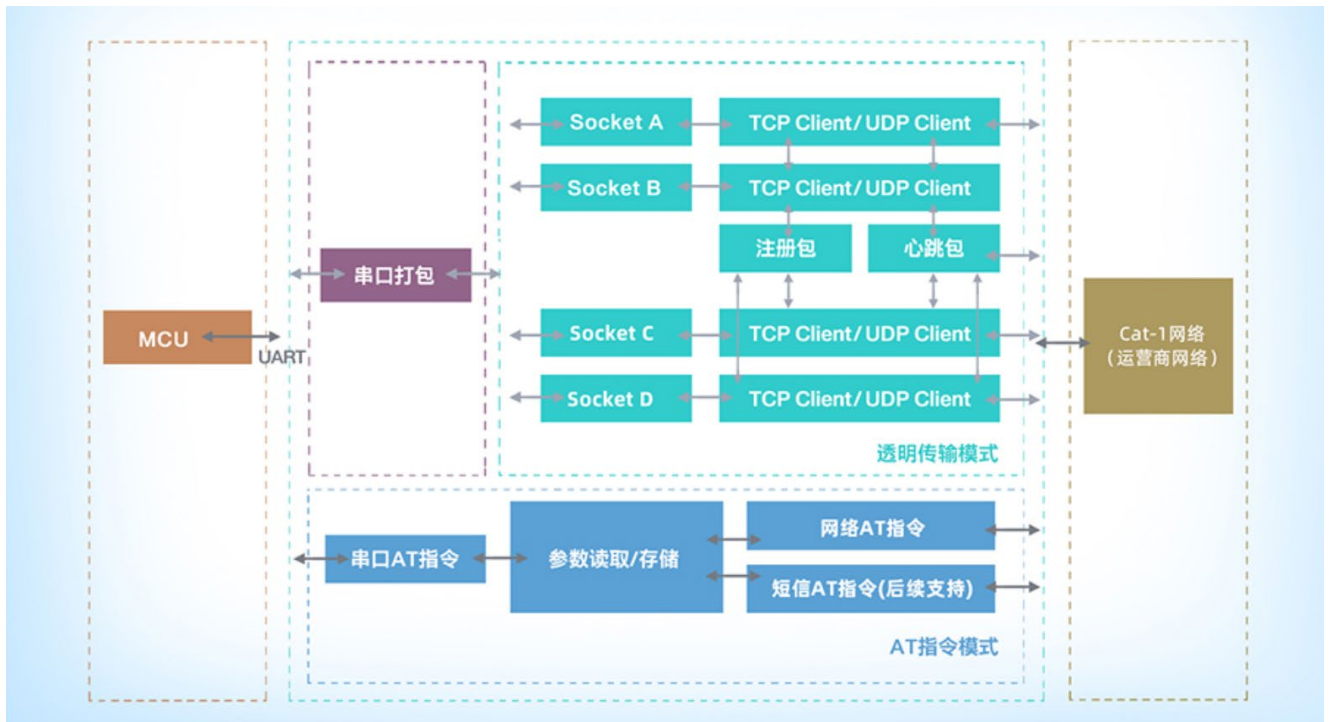 Socket A
TCP Client/ UDP Client
Socket B
TCP Client/ UDP Client
注册包
心跳包
串口打包
MCU
UART
Socket C
TCP Client/ UDP Client
Cat-1网络
(运营商网络)
Socket D
TCP Client/ UDP Client
透明传输模式
网络AT指令
串口AT指令
参数读取/存储
短信AT指令(后续支持)
AT指令模式